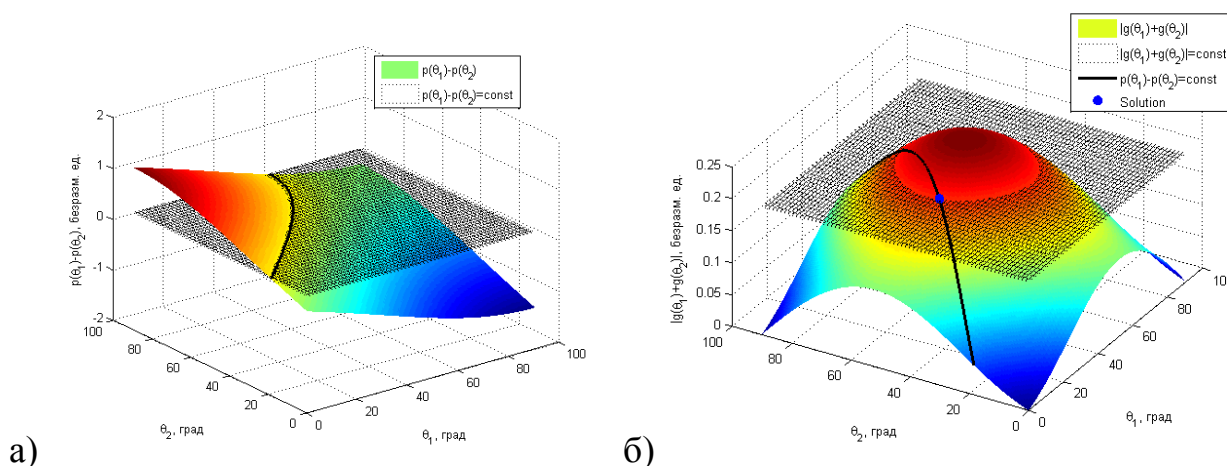 p(θ₁)-p(θ₂)
p(θ₁)-p(θ₂)=const
p(θ₁)-p(θ₂), безразм. ед.
2
1
0
-1
-2
100
80
60
40
20
0
θ₂, град
0
20
40
60
80
100
θ₁, град
а)
|g(θ₁)+g(θ₂)|
|g(θ₁)+g(θ₂)|=const
p(θ₁)-p(θ₂)=const
Solution
|g(θ₁)+g(θ₂)|, безразм. ед.
0.25
0.2
0.15
0.1
0.05
0
100
80
60
40
20
0
θ₂, град
0
20
40
60
80
100
θ₁, град
б)